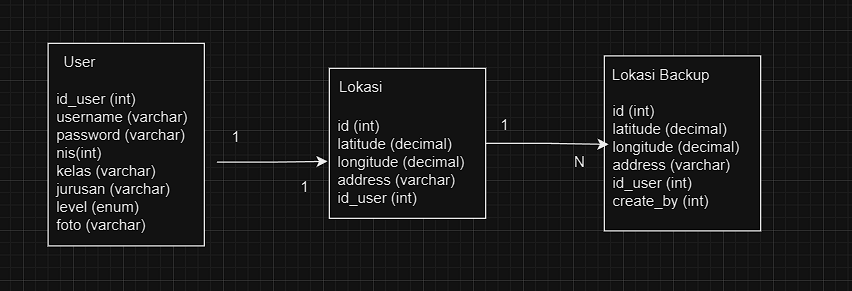 User
id_user (int)
username (varchar)
password (varchar)
nis(int)
kelas (varchar)
jurusan (varchar)
level (enum)
foto (varchar)
1
1
Lokasi
id (int)
latitude (decimal)
longitude (decimal)
address (varchar)
id_user (int)
1
N
Lokasi Backup
id (int)
latitude (decimal)
longitude (decimal)
address (varchar)
id_user (int)
create_by (int)